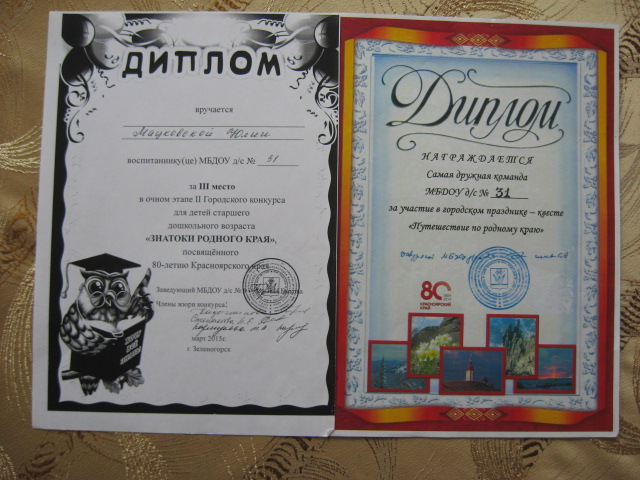 ДИПЛОМ
вручается
Мацковской Юлии
воспитаннику(це) МБДОУ д/с № 31
за III место
в очном этапе II Городского конкурса
для детей старшего
дошкольного возраста
«ЗНАТОКИ РОДНОГО КРАЯ»,
посвящённого
80-летию Красноярского края
Заведующий МБДОУ д/с №
Члены жюри конкурса:
март 2015г.
г. Зеленогорск
Диплом
НАГРАЖДАЕТСЯ
Самая дружная команда
МБДОУ д/с № 31
за участие в городском празднике – квесте
«Путешествие по родному краю»
80
КРАСНОЯРСКИЙ
КРАЙ